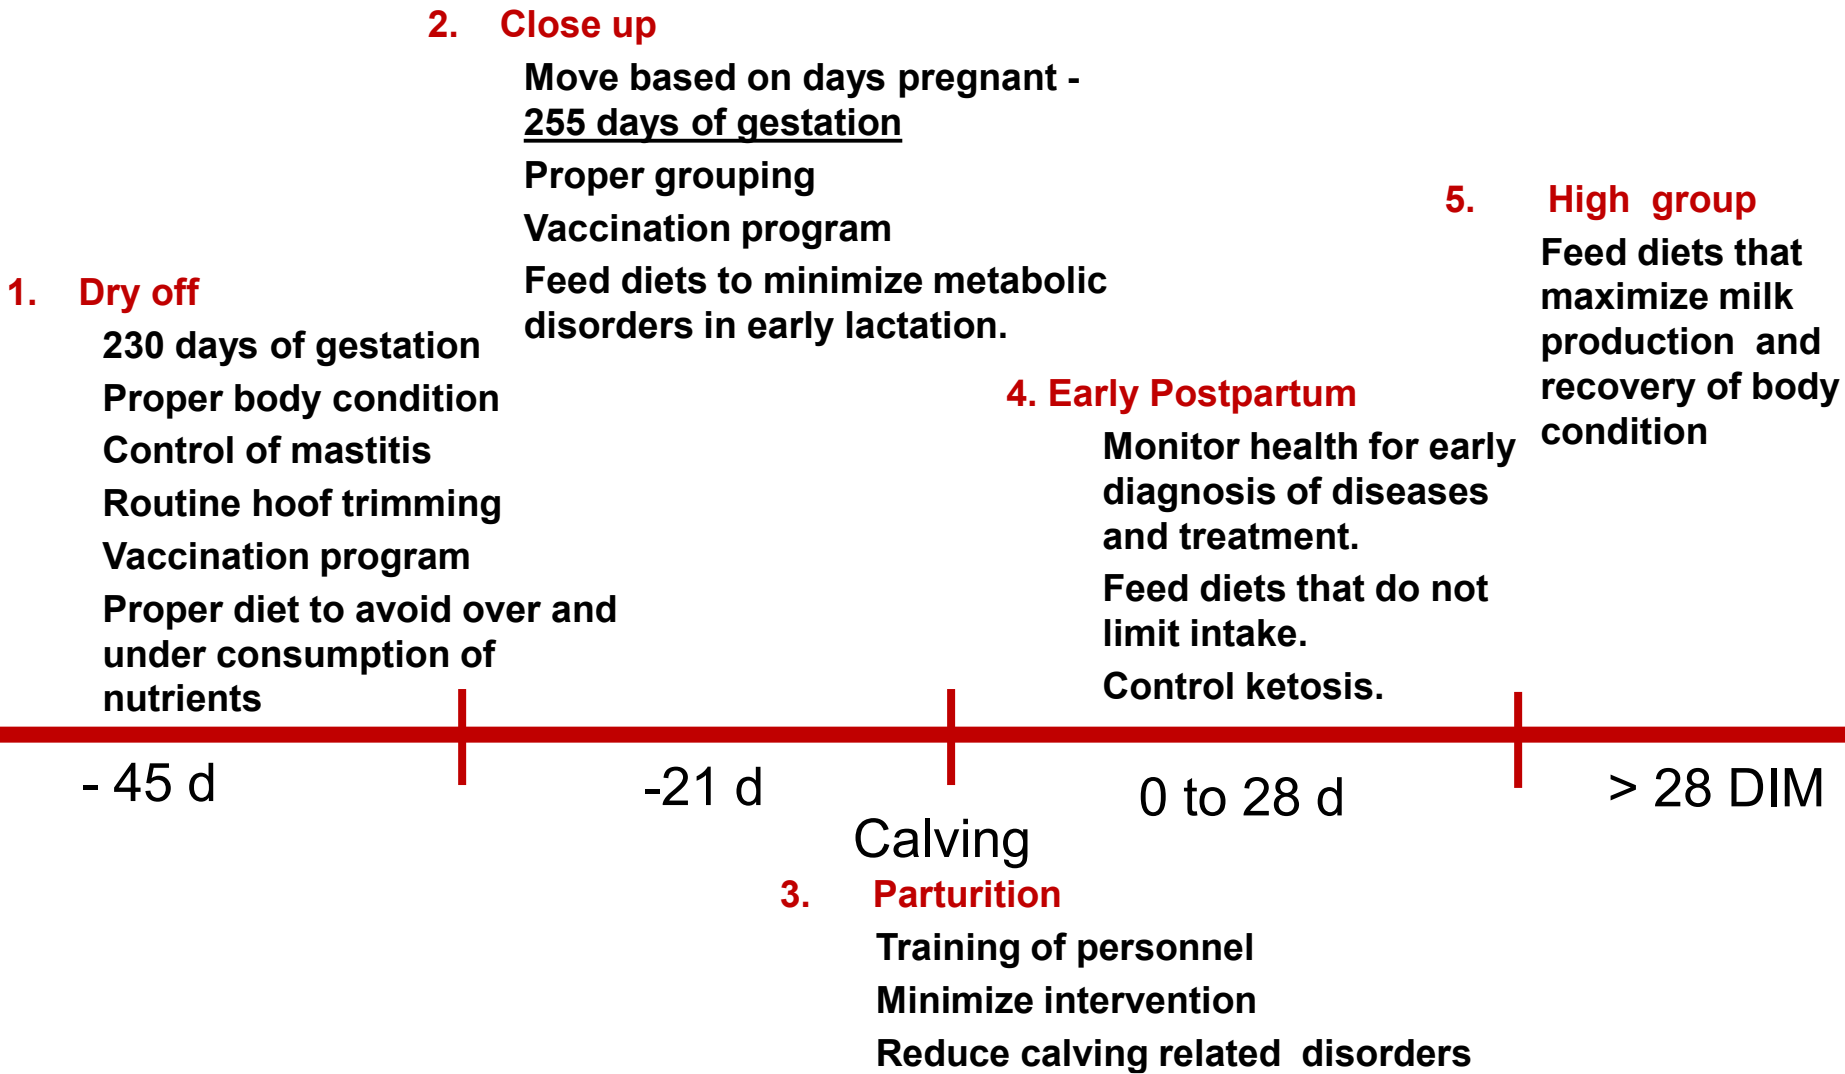 2. Close up
Move based on days pregnant -
255 days of gestation
Proper grouping
Vaccination program
Feed diets to minimize metabolic
disorders in early lactation.
5. High group
Feed diets that
maximize milk
production and
recovery of body
condition
1. Dry off
230 days of gestation
Proper body condition
Control of mastitis
Routine hoof trimming
Vaccination program
Proper diet to avoid over and
under consumption of
nutrients
4. Early Postpartum
Monitor health for early
diagnosis of diseases
and treatment.
Feed diets that do not
limit intake.
Control ketosis.
- 45 d
-21 d
0 to 28 d
> 28 DIM
Calving
3. Parturition
Training of personnel
Minimize intervention
Reduce calving related disorders